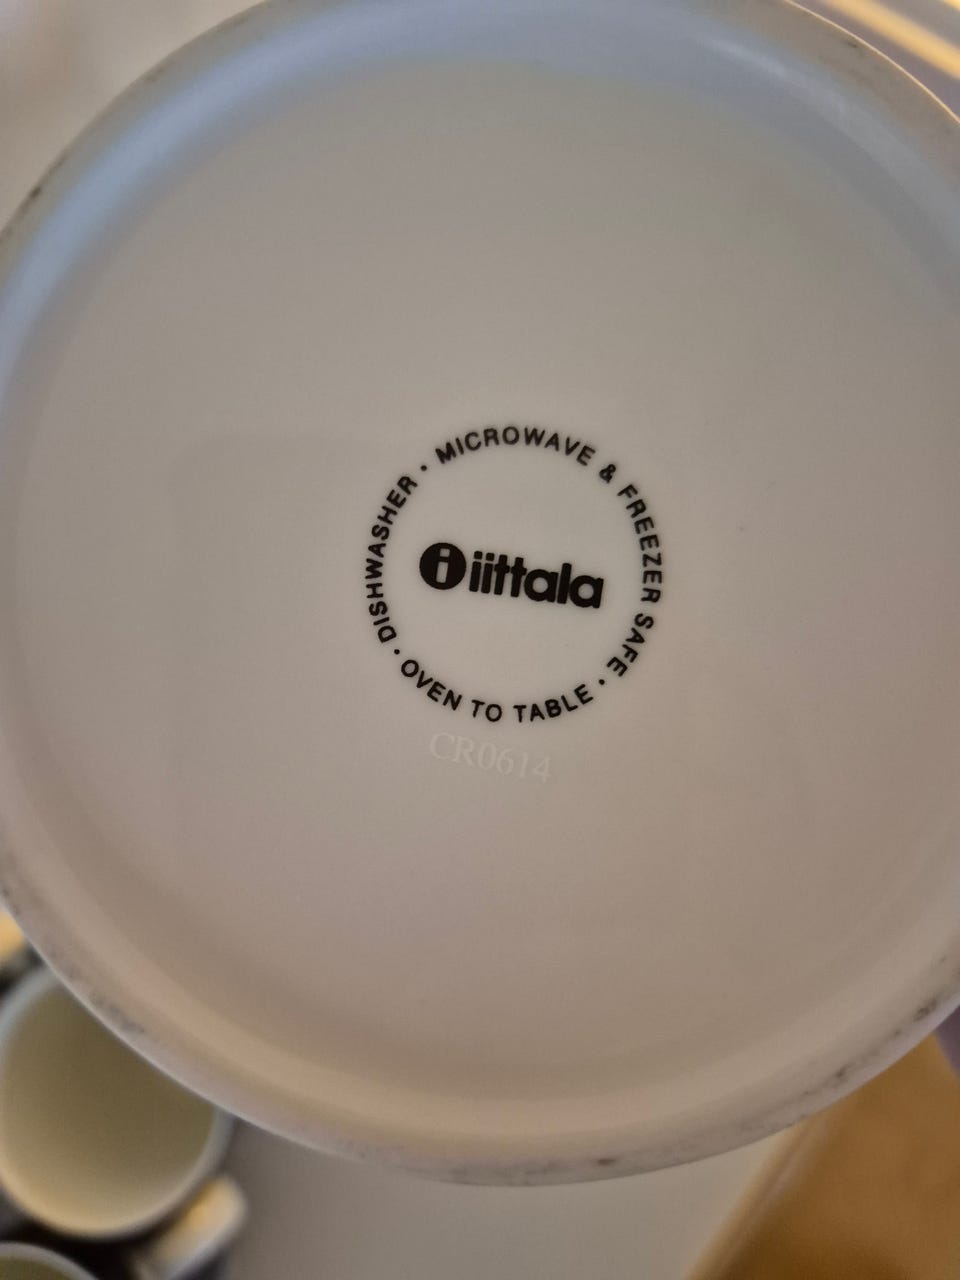 DISHWASHER • MICROWAVE & FREEZER SAFE • OVEN TO TABLE •
i iittala
CR0614